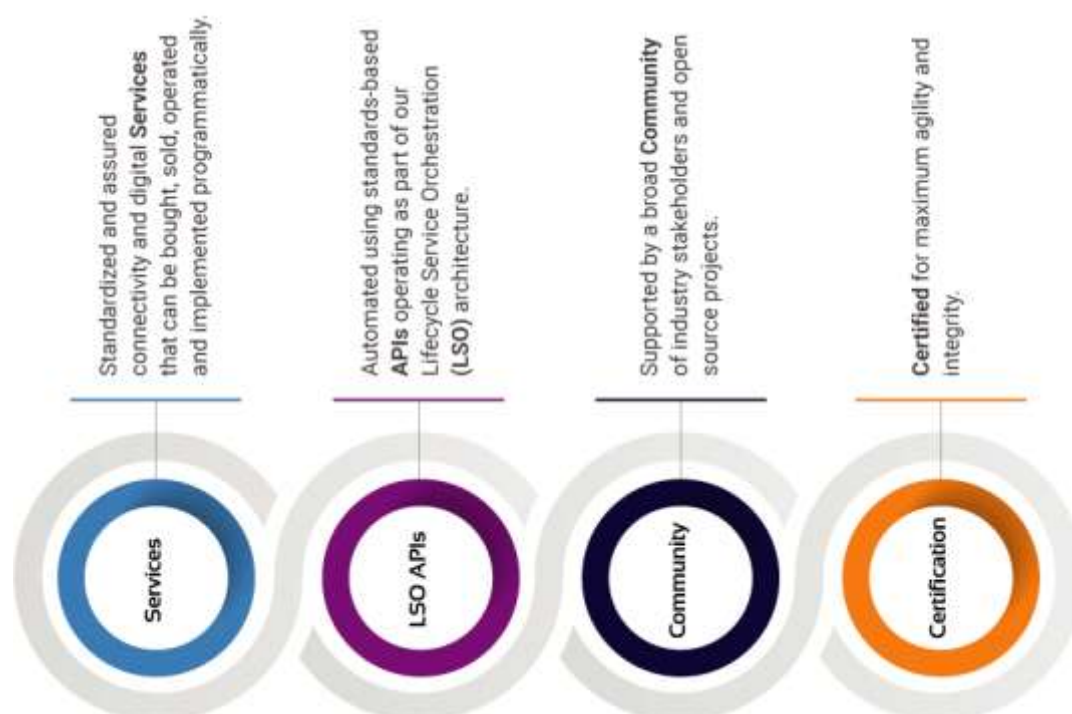 Services
Standardized and assured
connectivity and digital Services
that can be bought, sold, operated
and implemented programmatically.
LSO APIs
Automated using standards-based
APIs operating as part of our
Lifecycle Service Orchestration
(LSO) architecture.
Community
Supported by a broad Community
of industry stakeholders and open
source projects.
Certification
Certified for maximum agility and
integrity.